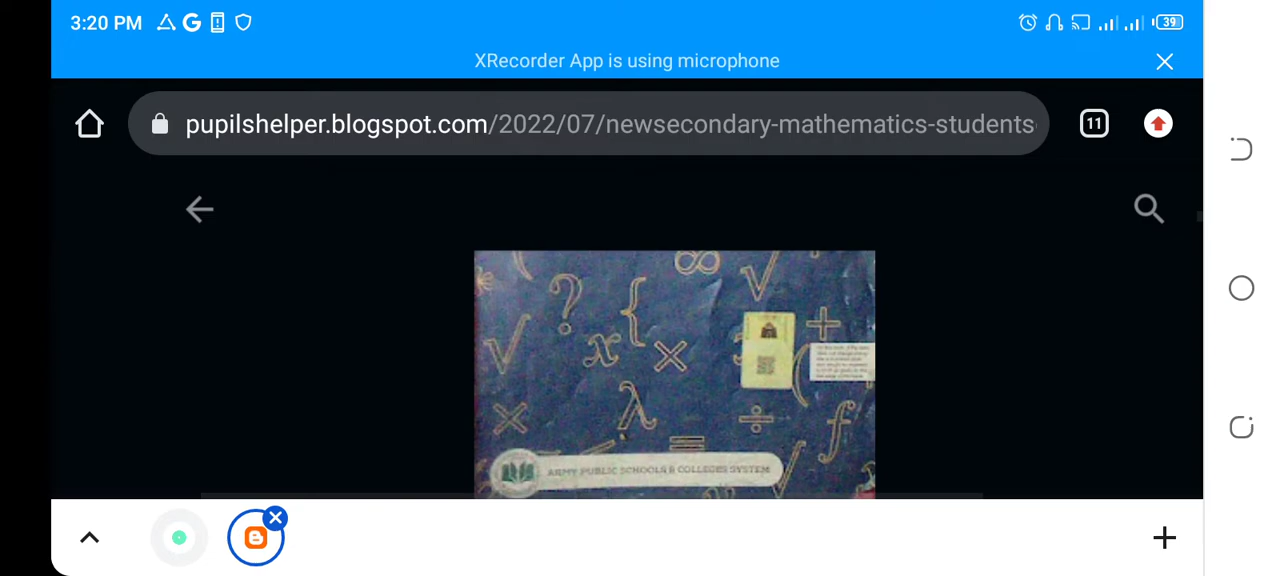 3:20 PM
39
XRecorder App is using microphone
pupilshelper.blogspot.com/2022/07/newsecondary-mathematics-students
11
ARMY PUBLIC SCHOOLS & COLLEGES SYSTEM